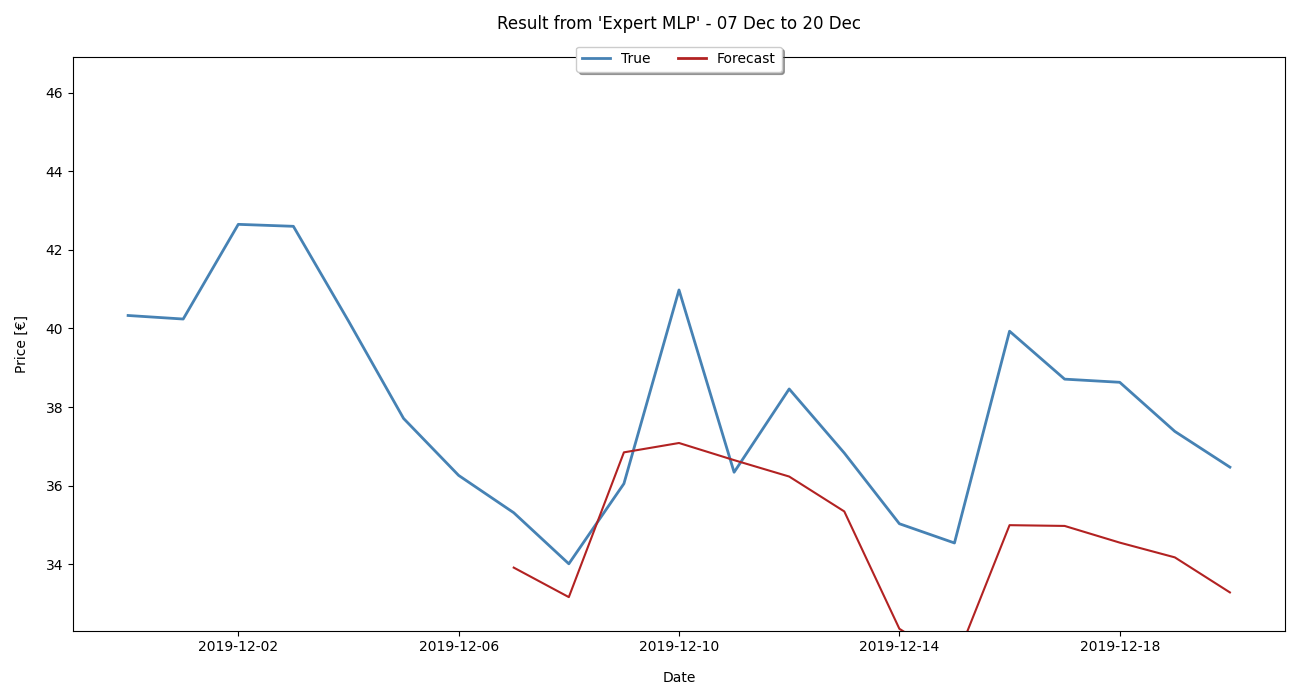 Result from 'Expert MLP' - 07 Dec to 20 Dec
True Forecast
46
44
42
40
38
36
34
Price [€]
2019-12-02 2019-12-06 2019-12-10 2019-12-14 2019-12-18
Date